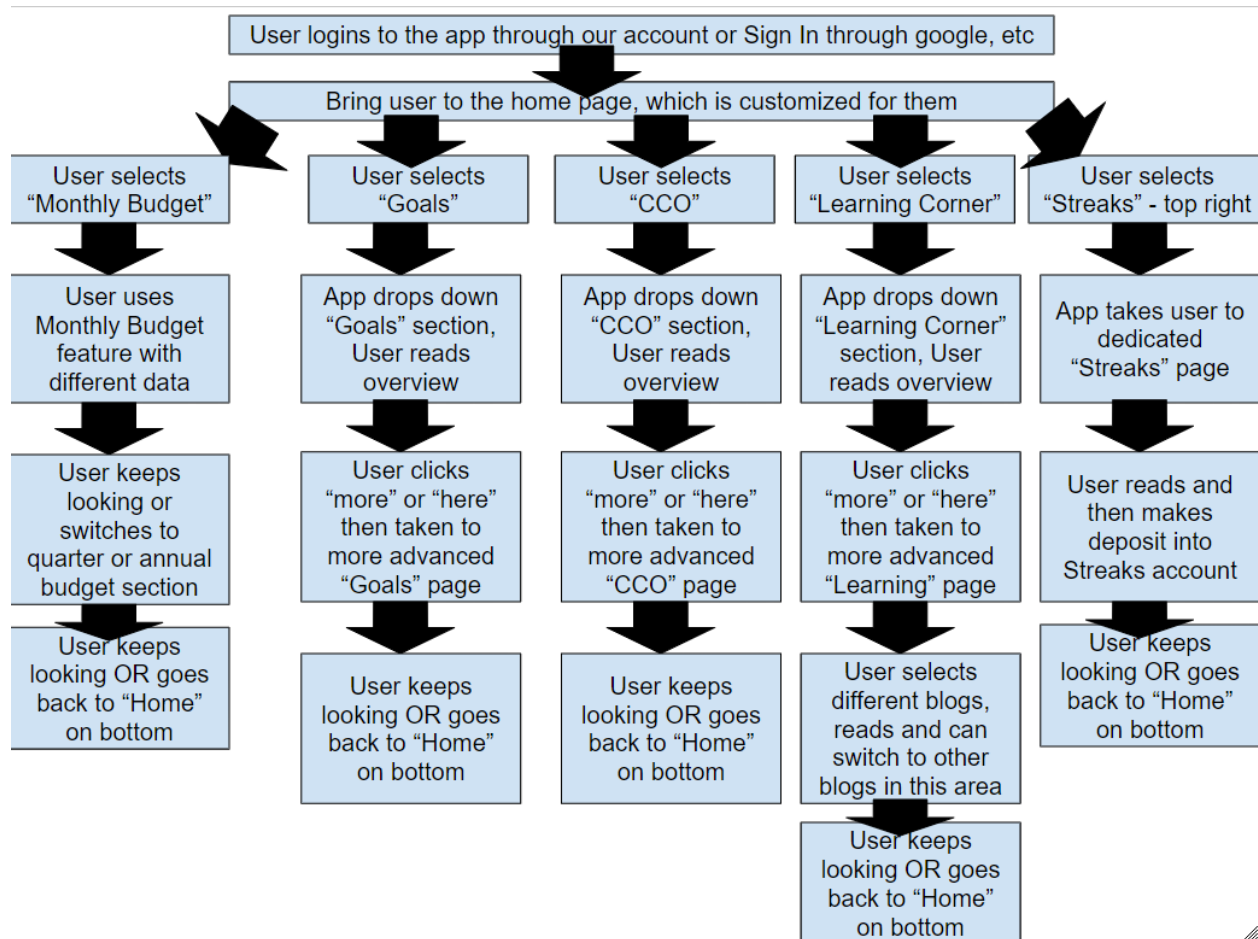 User logins to the app through our account or Sign In through google, etc
Bring user to the home page, which is customized for them
User selects
“Monthly Budget”
User selects
“Goals”
User selects
“CCO”
User selects
“Learning Corner”
User selects
“Streaks” - top right
User uses
Monthly Budget
feature with
different data
App drops down
“Goals” section,
User reads
overview
App drops down
“CCO” section,
User reads
overview
App drops down
“Learning Corner”
section, User
reads overview
App takes user to
dedicated
“Streaks” page
User keeps
looking or
switches to
quarter or annual
budget section
User clicks
“more” or “here”
then taken to
more advanced
“Goals” page
User clicks
“more” or “here”
then taken to
more advanced
“CCO” page
User clicks
“more” or “here”
then taken to
more advanced
“Learning” page
User reads and
then makes
deposit into
Streaks account
User keeps
looking OR goes
back to “Home”
on bottom
User keeps
looking OR goes
back to “Home”
on bottom
User keeps
looking OR goes
back to “Home”
on bottom
User selects
different blogs,
reads and can
switch to other
blogs in this area
User keeps
looking OR goes
back to “Home”
on bottom
User keeps
looking OR goes
back to “Home”
on bottom